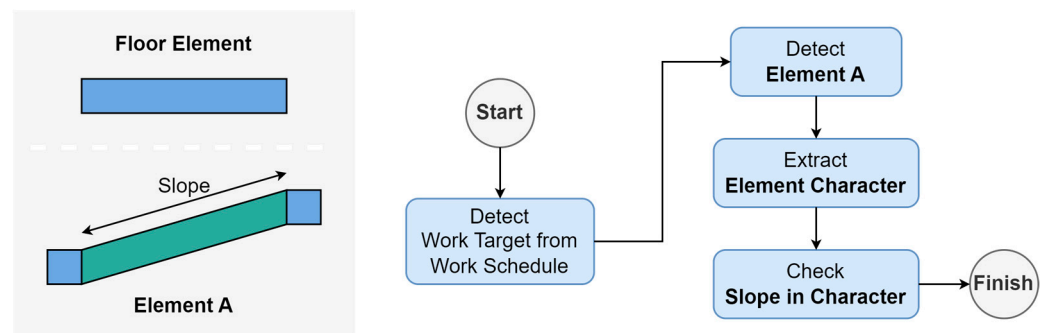 Floor Element
Slope
Element A
Start
Detect
Work Target from
Work Schedule
Detect
Element A
Extract
Element Character
Check
Slope in Character
Finish